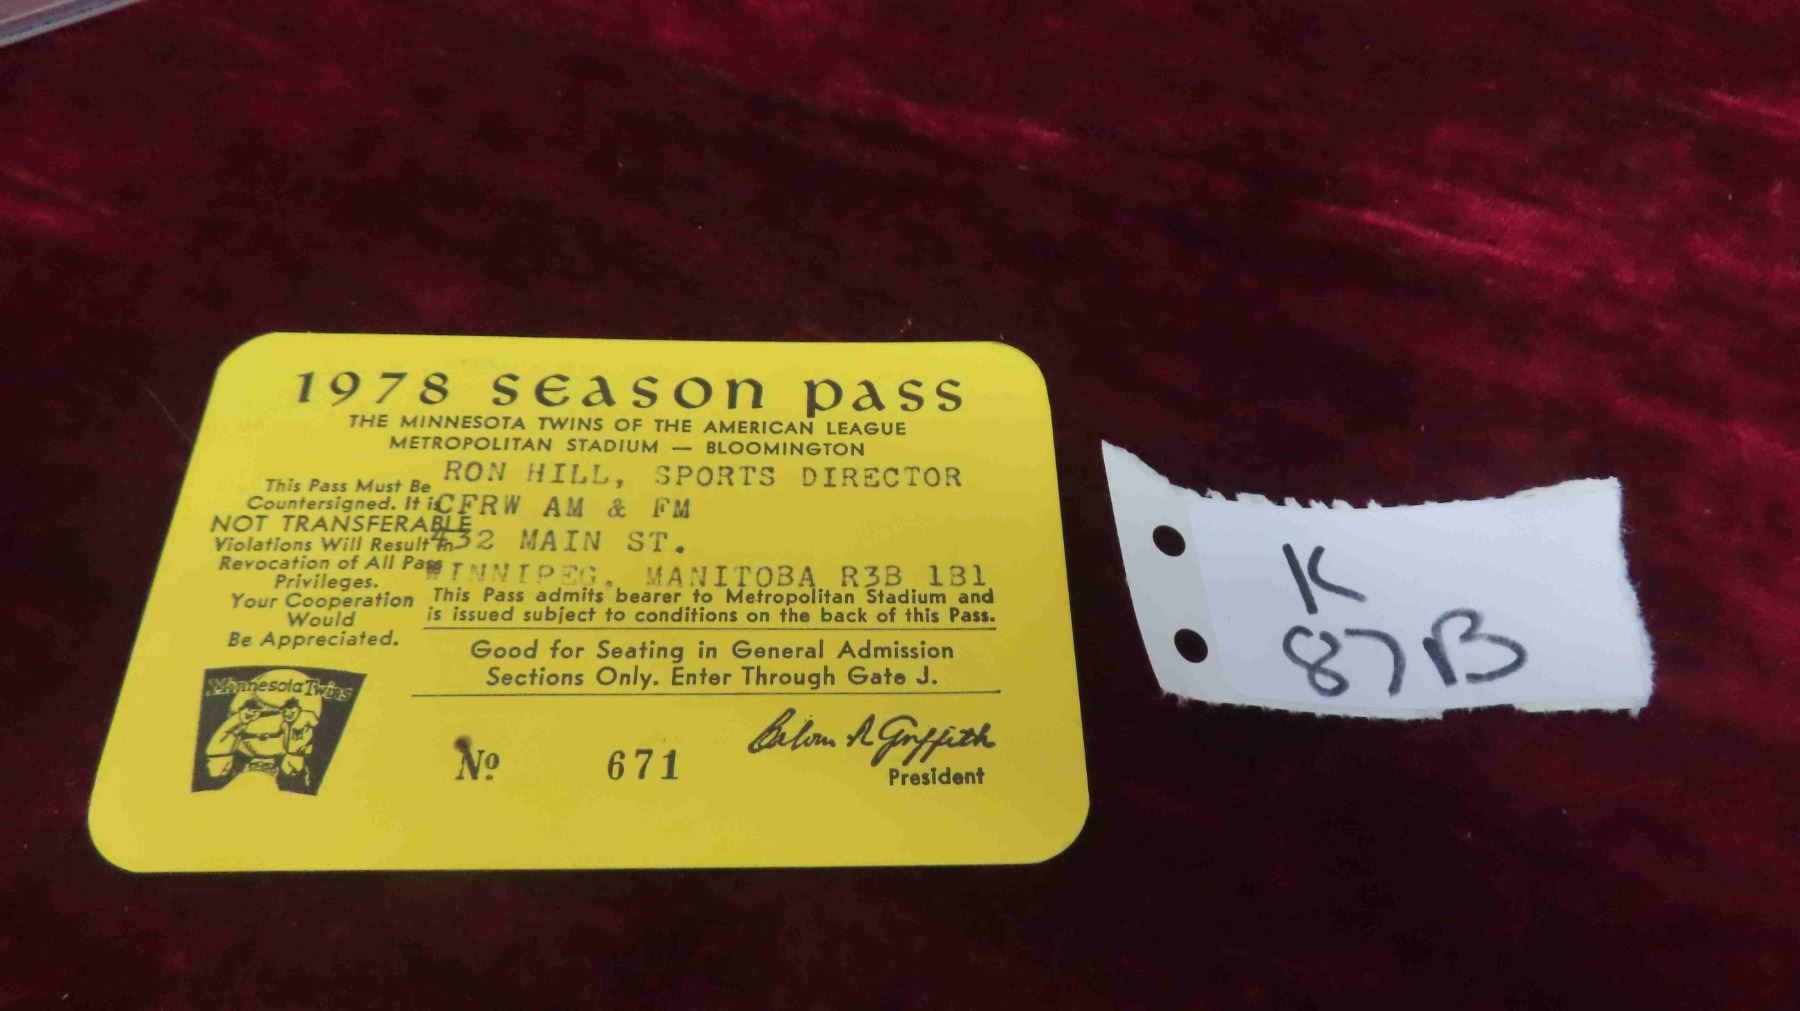 1978 SEASON PASS
THE MINNESOTA TWINS OF THE AMERICAN LEAGUE
METROPOLITAN STADIUM — BLOOMINGTON
RON HILL, SPORTS DIRECTOR
CFRW AM & FM
432 MAIN ST.
WINNIPEG, MANITOBA R3B 1B1
This Pass Must Be
Countersigned. It is
NOT TRANSFERABLE
Violations Will Result in
Revocation of All Pass
Privileges.
Your Cooperation
Would
Be Appreciated.
This Pass admits bearer to Metropolitan Stadium and
is issued subject to conditions on the back of this Pass.
Good for Seating in General Admission
Sections Only. Enter Through Gate J.
Minnesota Twins
No 671
Calvin R Griffith
President
K
87B